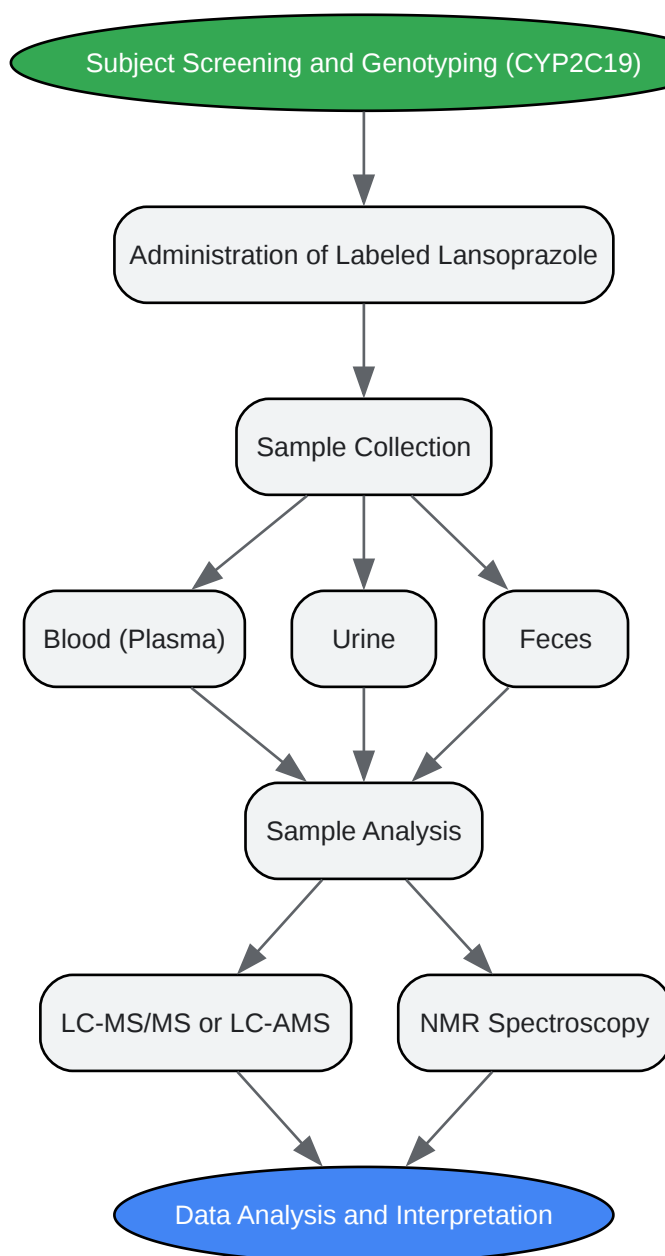 Subject Screening and Genotyping (CYP2C19)
Administration of Labeled Lansoprazole
Sample Collection
Blood (Plasma)
Urine
Feces
Sample Analysis
LC-MS/MS or LC-AMS
NMR Spectroscopy
Data Analysis and Interpretation